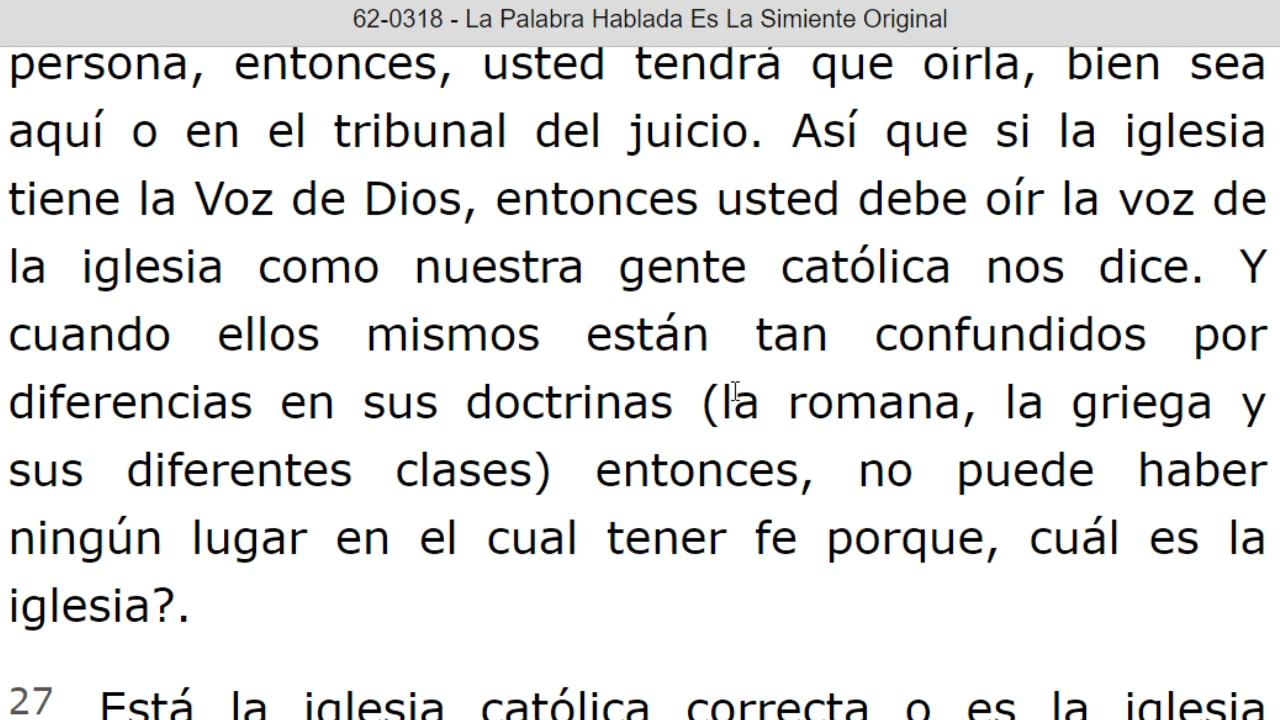 62-0318 - La Palabra Hablada Es La Simiente Original
persona, entonces, usted tendrá que oírla, bien sea
aquí o en el tribunal del juicio. Así que si la iglesia
tiene la Voz de Dios, entonces usted debe oír la voz de
la iglesia como nuestra gente católica nos dice. Y
cuando ellos mismos están tan confundidos por
diferencias en sus doctrinas (la romana, la griega y
sus diferentes clases) entonces, no puede haber
ningún lugar en el cual tener fe porque, cuál es la
iglesia?.
27 Está la iglesia católica correcta o es la iglesia